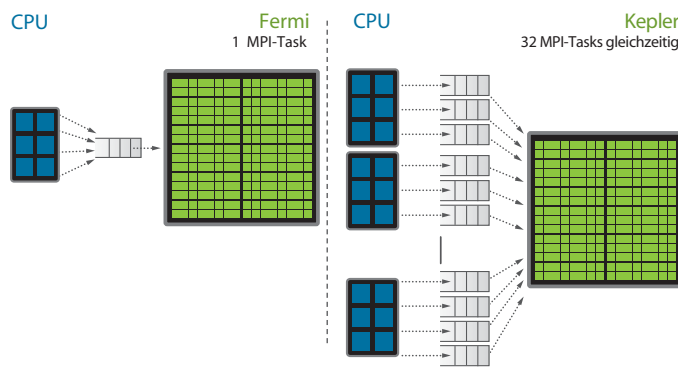 CPU
Fermi
1 MPI-Task
CPU
Kepler
32 MPI-Tasks gleichzeitig